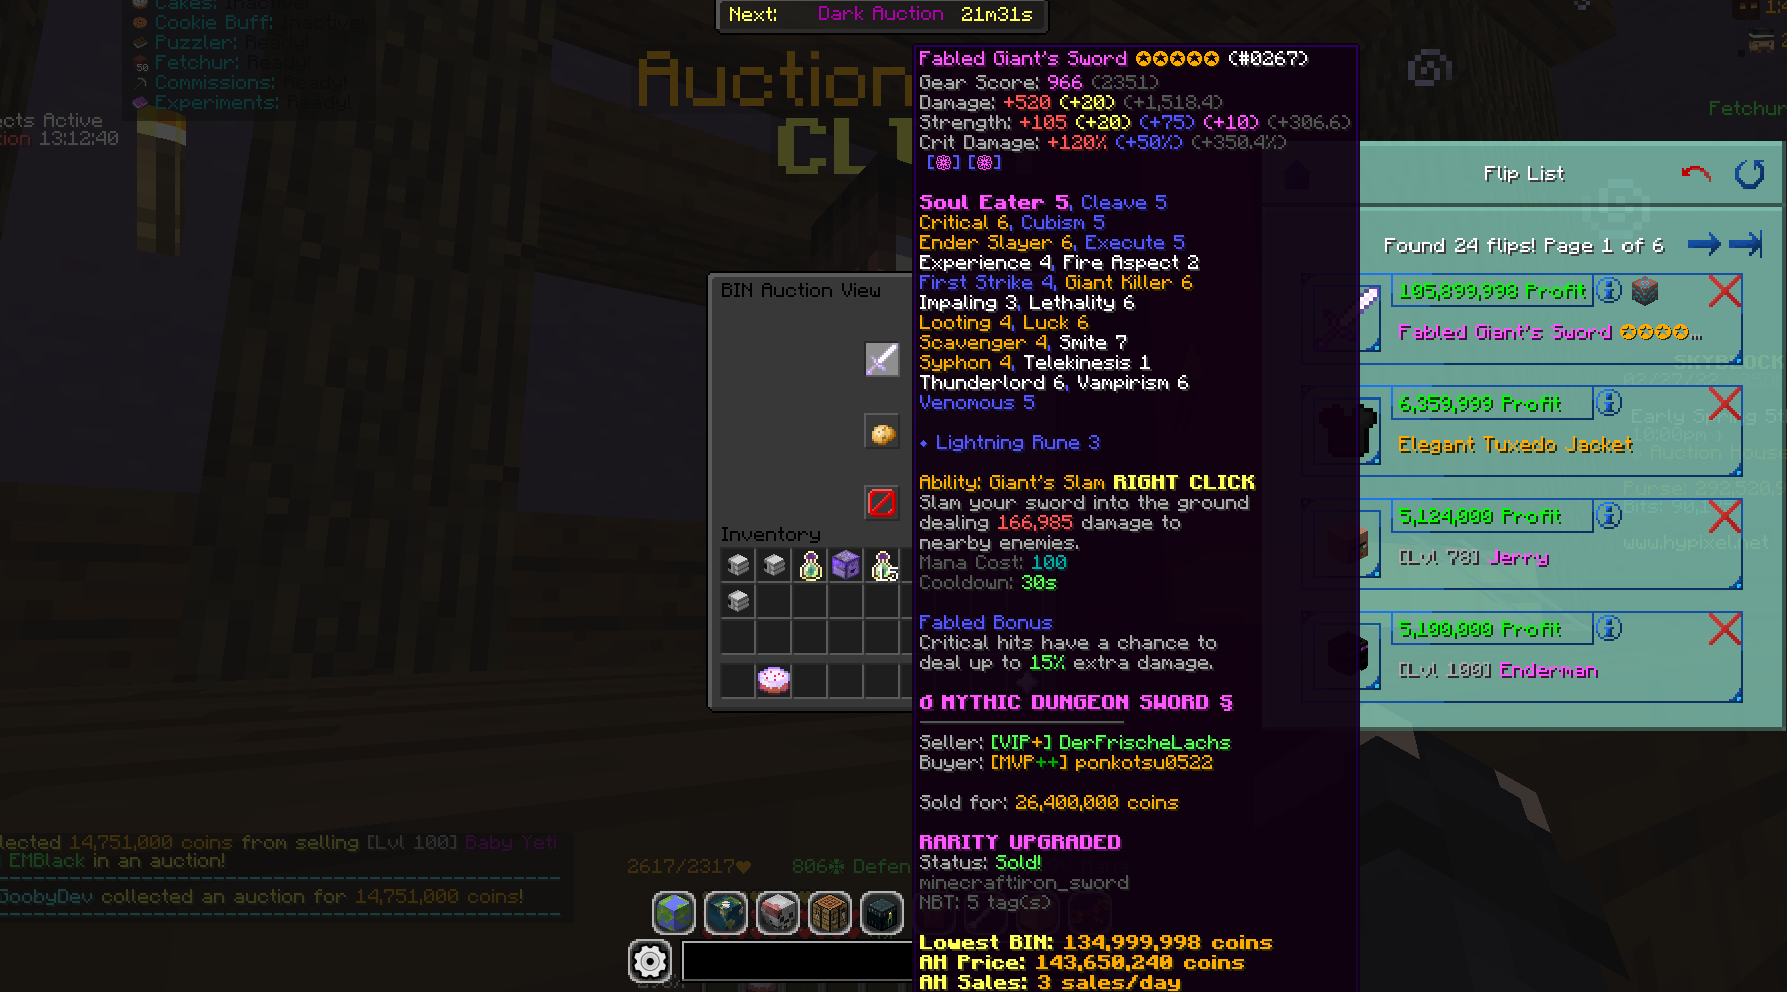 Cakes: Inactive!
Cookie Buff: Inactive!
Puzzler: Ready!
50 Fetchur: Ready!
Commissions: Ready!
Experiments: Ready!
ects Active
tion 13:12:40
Next: Dark Auction 21m31s
Auction
CLI
Fabled Giant's Sword ✪✪✪✪✪ (#0267)
Gear Score: 966 (2351)
Damage: +520 (+20) (+1,518.4)
Strength: +105 (+20) (+75) (+10) (+306.6)
Crit Damage: +120% (+50%) (+350.4%)
[❁] [❁]
Soul Eater 5, Cleave 5
Critical 6, Cubism 5
Ender Slayer 6, Execute 5
Experience 4, Fire Aspect 2
First Strike 4, Giant Killer 6
Impaling 3, Lethality 6
Looting 4, Luck 6
Scavenger 4, Smite 7
Syphon 4, Telekinesis 1
Thunderlord 6, Vampirism 6
Venomous 5
◆ Lightning Rune 3
Ability: Giant's Slam RIGHT CLICK
Slam your sword into the ground
dealing 166,985 damage to
nearby enemies.
Mana Cost: 100
Cooldown: 30s
Fabled Bonus
Critical hits have a chance to
deal up to 15% extra damage.
MYTHIC DUNGEON SWORD
Seller: [VIP+] DerFrischeLachs
Buyer: [MVP++] ponkotsu0522
Sold for: 26,400,000 coins
RARITY UPGRADED
Status: Sold!
minecraft:iron_sword
NBT: 5 tag(s)
Lowest BIN: 134,999,998 coins
AH Price: 143,650,240 coins
AH Sales: 3 sales/day
BIN Auction View
Inventory
5
Fetchur
Flip List
Found 24 flips! Page 1 of 6
105,899,998 Profit
Fabled Giant's Sword ✪✪✪✪...
6,359,999 Profit
Elegant Tuxedo Jacket
5,124,000 Profit
[Lvl 78] Jerry
5,100,000 Profit
[Lvl 100] Enderman
SKYBLOCK
Early Spring
10:00pm
Auction House
Purse: 292,520,9
Bits: 90,1
www.hypixel.net
lected 14,751,000 coins from selling [Lvl 100] Baby Yeti
EMBlack in an auction!
GoobyDev collected an auction for 14,751,000 coins!
2617/2317❤ 806 Defen